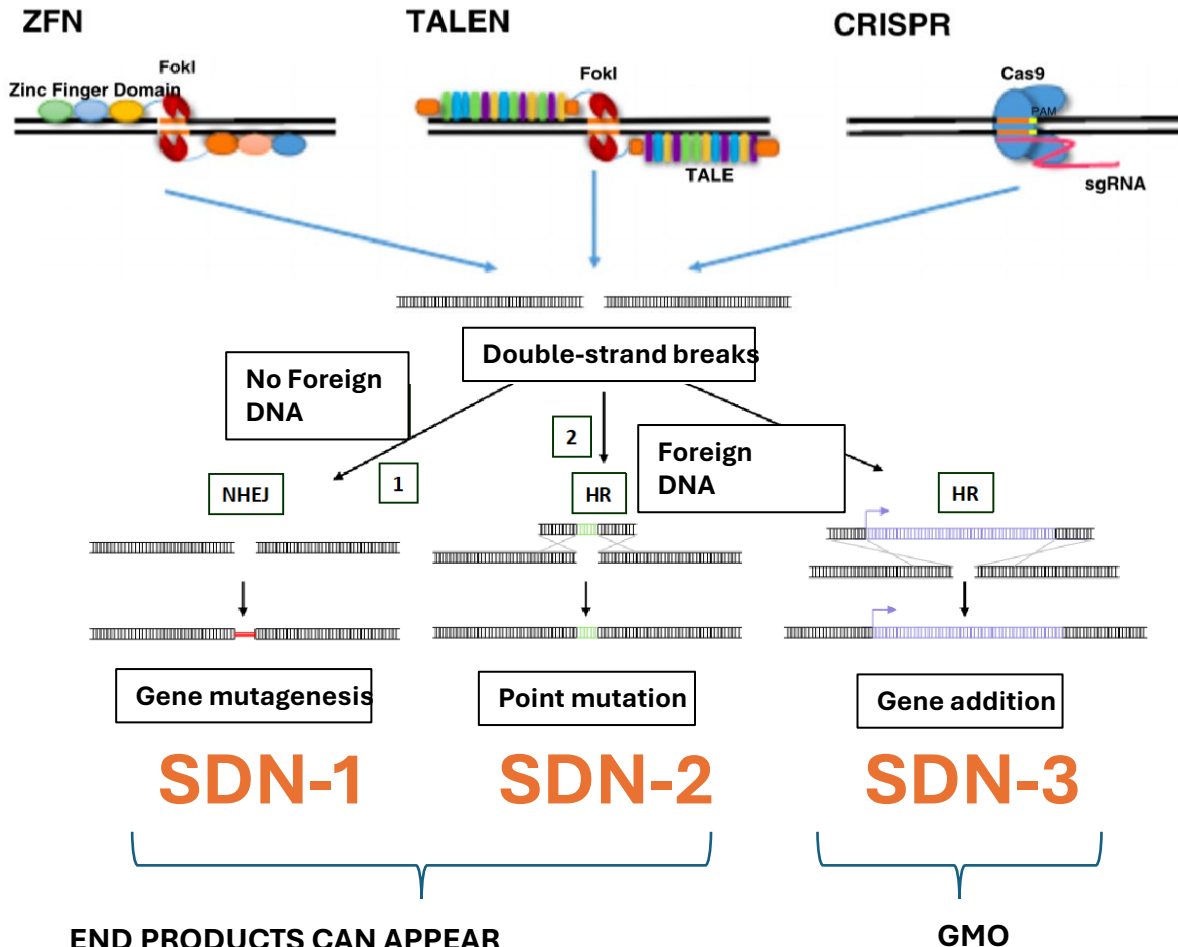 ZFN
TALEN
CRISPR
FokI
Zinc Finger Domain
FokI
TALE
Cas9
PAM
sgRNA
Double-strand breaks
No Foreign
DNA
1
2
Foreign
DNA
NHEJ
HR
HR
Gene mutagenesis
Point mutation
Gene addition
SDN-1
SDN-2
SDN-3
END PRODUCTS CAN APPEAR
GMO